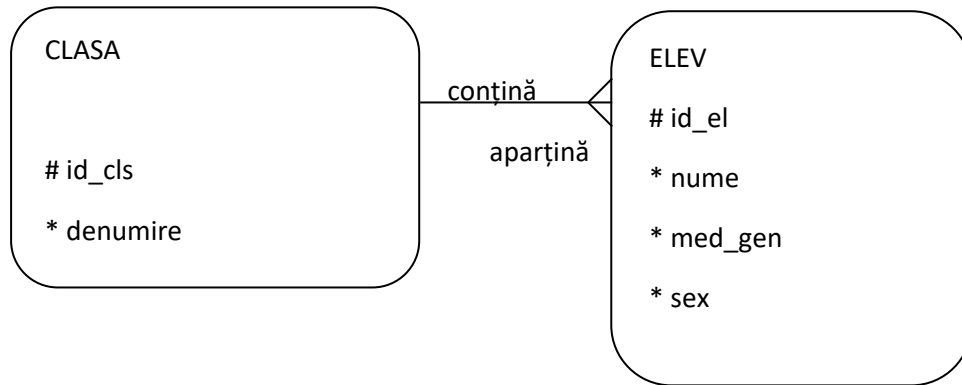 CLASA
# id_cls
* denumire
conțină
aparțină
ELEV
# id_el
* nume
* med_gen
* sex